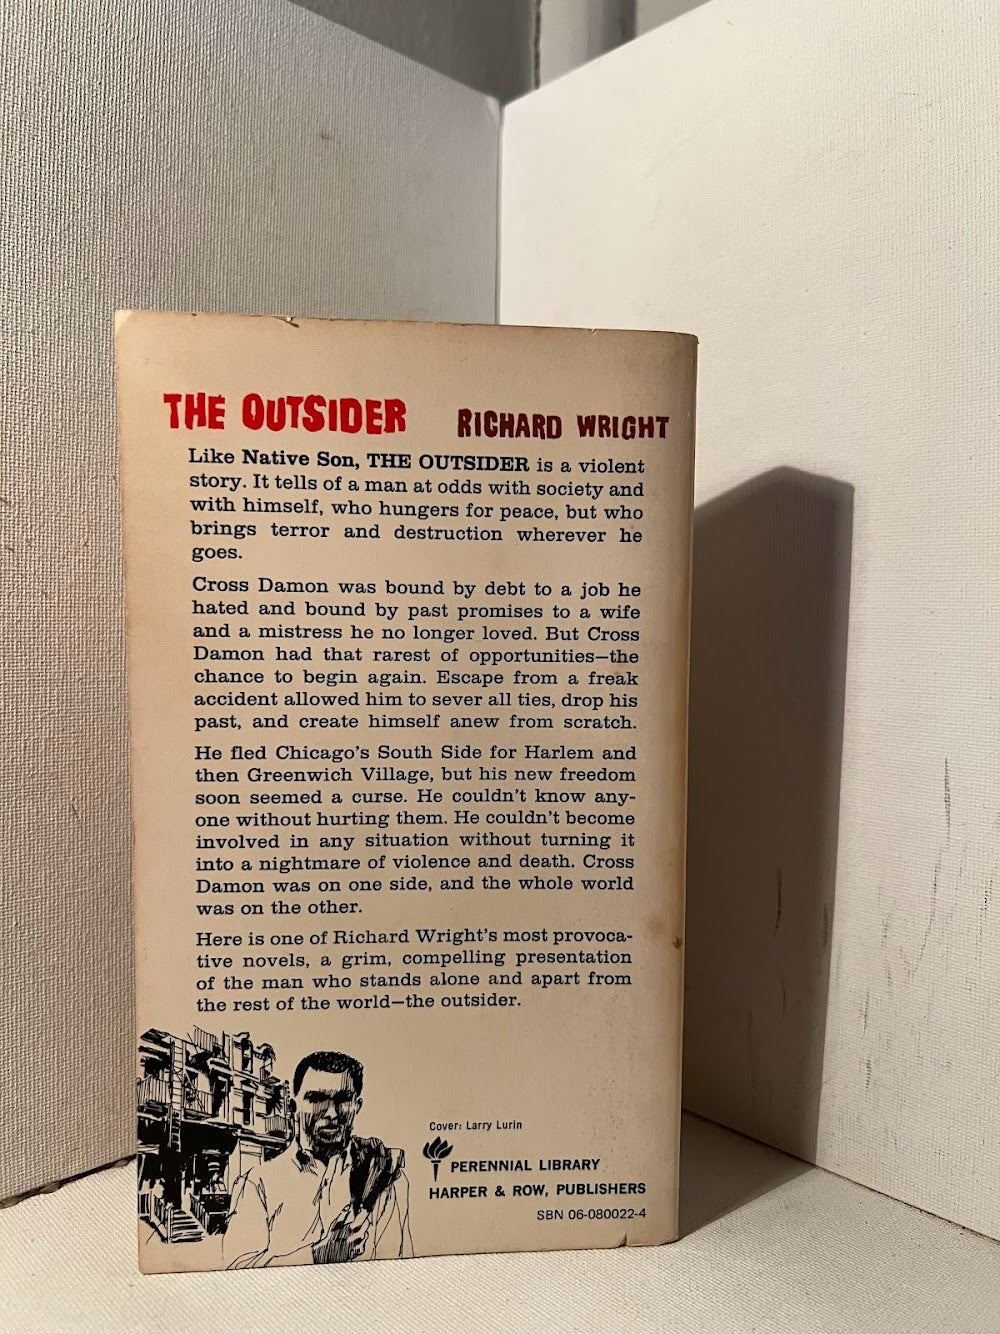 THE OUTSIDER RICHARD WRIGHT
Like Native Son, THE OUTSIDER is a violent
story. It tells of a man at odds with society and
with himself, who hungers for peace, but who
brings terror and destruction wherever he
goes.
Cross Damon was bound by debt to a job he
hated and bound by past promises to a wife
and a mistress he no longer loved. But Cross
Damon had that rarest of opportunities—the
chance to begin again. Escape from a freak
accident allowed him to sever all ties, drop his
past, and create himself anew from scratch.
He fled Chicago's South Side for Harlem and
then Greenwich Village, but his new freedom
soon seemed a curse. He couldn't know any-
one without hurting them. He couldn't become
involved in any situation without turning it
into a nightmare of violence and death. Cross
Damon was on one side, and the whole world
was on the other.
Here is one of Richard Wright's most provoca-
tive novels, a grim, compelling presentation
of the man who stands alone and apart from
the rest of the world—the outsider.
Cover: Larry Lurin
PERENNIAL LIBRARY
HARPER & ROW, PUBLISHERS
SBN 06-080022-4